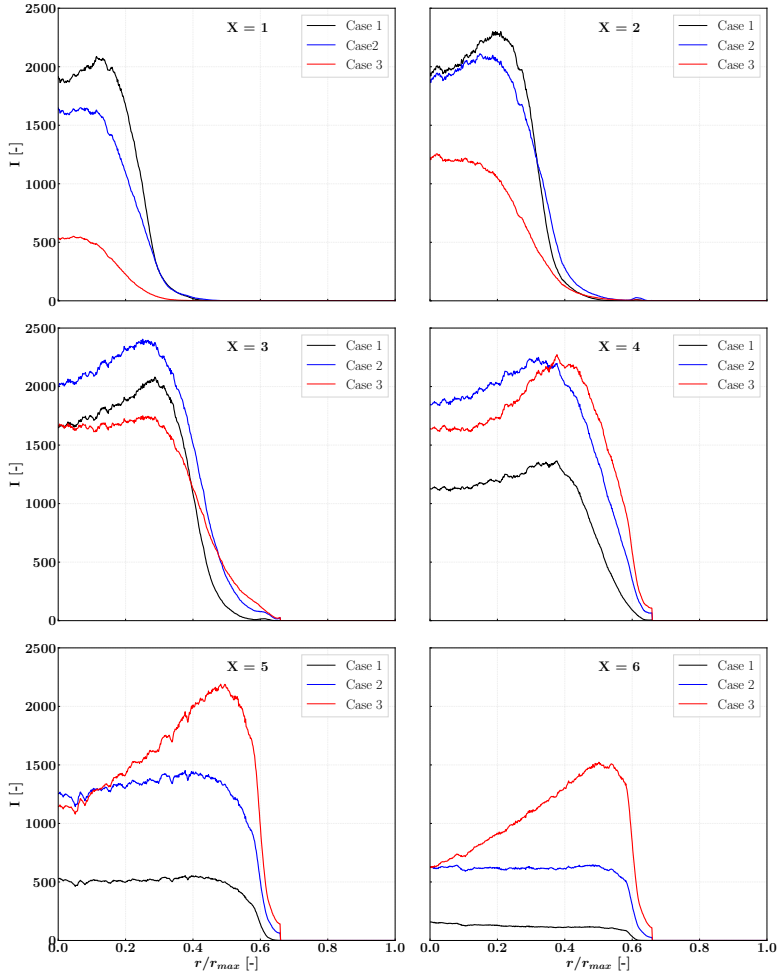 2500
2000
1500
1000
500
0
I [-]
X = 1
Case 1
Case2
Case 3
X = 2
Case 1
Case 2
Case 3
2500
2000
1500
1000
500
0
I [-]
X = 3
Case 1
Case 2
Case 3
X = 4
Case 1
Case 2
Case 3
2500
2000
1500
1000
500
0
I [-]
X = 5
Case 1
Case 2
Case 3
X = 6
Case 1
Case 2
Case 3
0.0 0.2 0.4 0.6 0.8 1.0
r/r_max [-]
0.0 0.2 0.4 0.6 0.8 1.0
r/r_max [-]